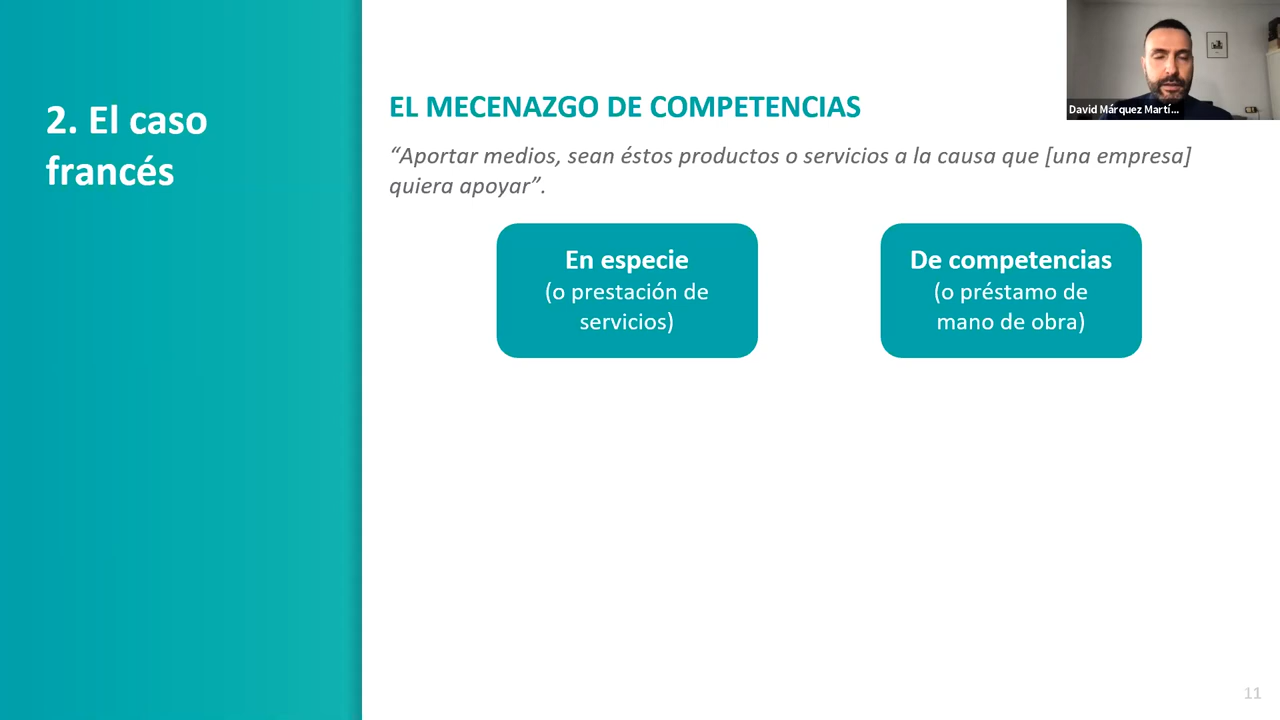 2. El caso
francés
EL MECENAZGO DE COMPETENCIAS
“Aportar medios, sean éstos productos o servicios a la causa que [una empresa]
quiera apoyar”.
En especie
(o prestación de
servicios)
De competencias
(o préstamo de
mano de obra)
David Márquez Martí...
11